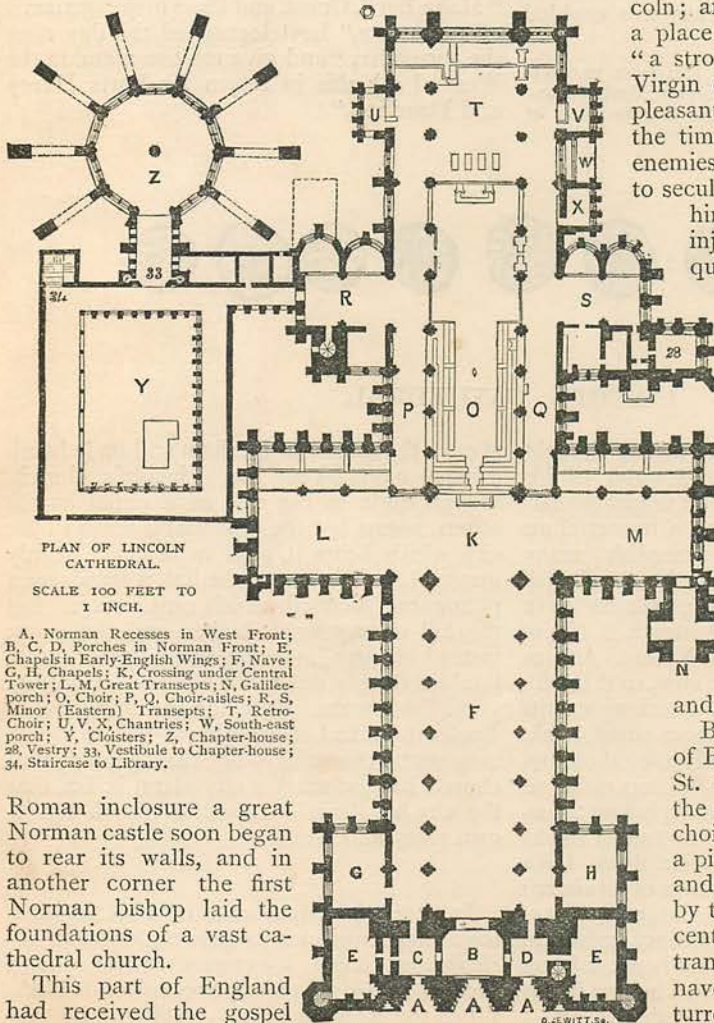 coln; a
a place
“a stro
Virgin
pleasant
the tim
enemies
to secul
him
inj
qu
U
T
V
W
X
Z
33
34
R
S
28
Y
P
O
Q
L
K
M
N
F
G
H
E
C
B
D
E
A
A
A
PLAN OF LINCOLN
CATHEDRAL.
SCALE 100 FEET TO
1 INCH.
A, Norman Recesses in West Front;
B, C, D, Porches in Norman Front; E,
Chapels in Early-English Wings; F, Nave;
G, H, Chapels; K, Crossing under Central
Tower; L, M, Great Transepts; N, Galilee-
porch; O, Choir; P, Q, Choir-aisles; R, S,
Minor (Eastern) Transepts; T, Retro-
Choir; U, V, X, Chantries; W, South-east
porch; Y, Cloisters; Z, Chapter-house;
28, Vestry; 33, Vestibule to Chapter-house;
34, Staircase to Library.
Roman inclosure a great
Norman castle soon began
to rear its walls, and in
another corner the first
Norman bishop laid the
foundations of a vast ca-
thedral church.
This part of England
had received the gospel
and
B
of B
St.
the
choi
a pi
and
by t
cent
tran
nave
turre